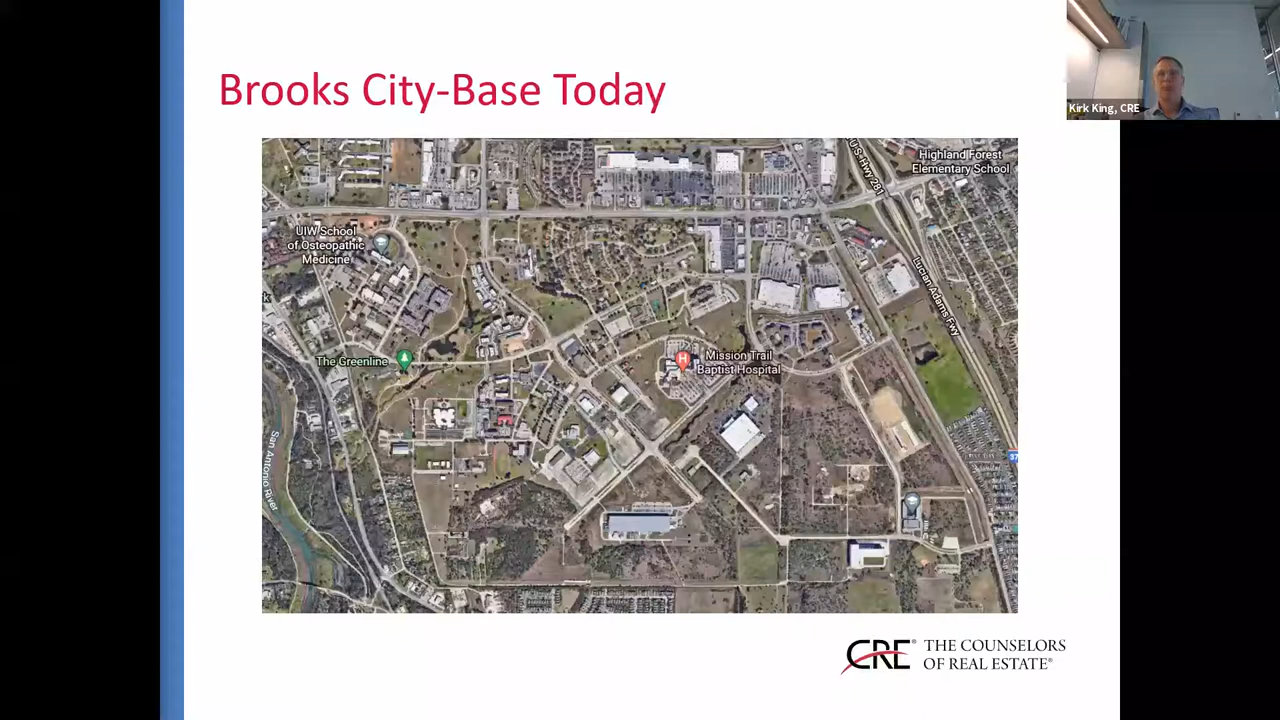 Brooks City-Base Today
Kirk King, CRE
U S Hwy 281
Highland Forest
Elementary School
UIW School
of Osteopathic
Medicine
Lucian Adams Fwy
k
The Greenline
Mission Trail
Baptist Hospital
San Antonio River
37
CRE® THE COUNSELORS
OF REAL ESTATE®